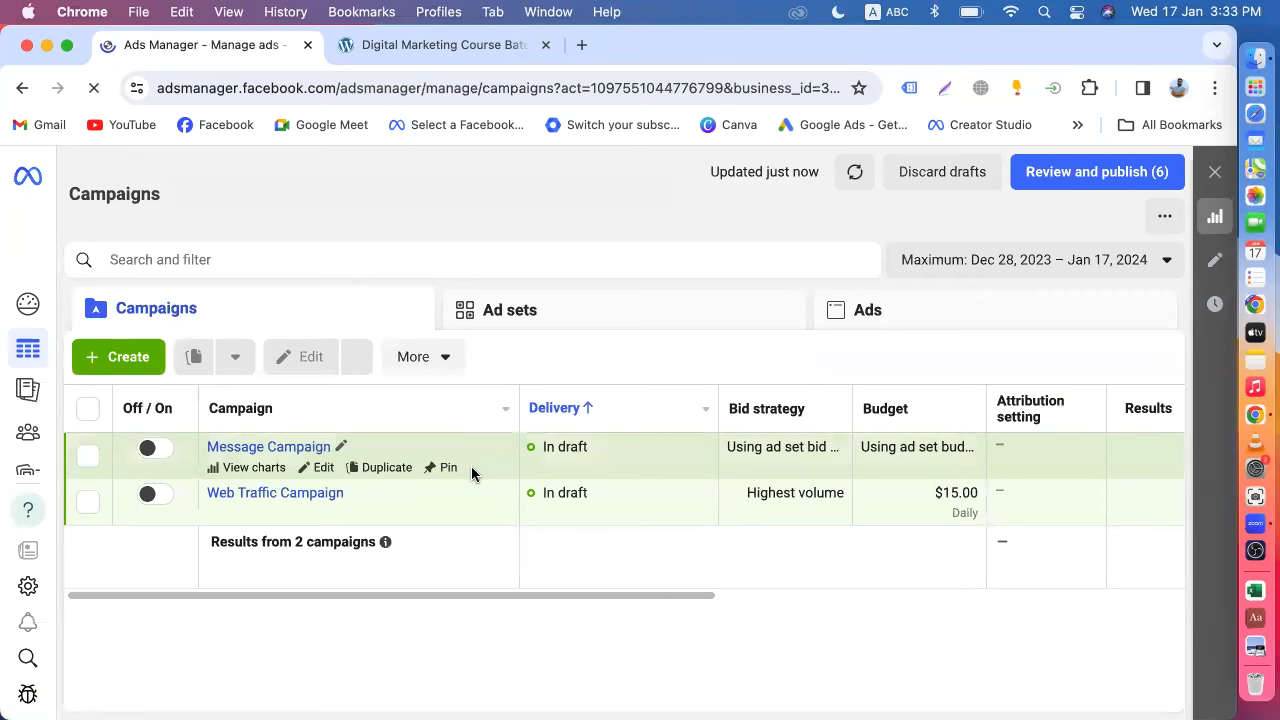 Chrome File Edit View History Bookmarks Profiles Tab Window Help A ABC Wed 17 Jan 3:33 PM
Ads Manager - Manage ads - Digital Marketing Course Bat
adsmanager.facebook.com/adsmanager/manage/campaigns?act=1097551044776799&business_id=3...
Gmail YouTube Facebook Google Meet Select a Facebook... Switch your subsc... Canva Google Ads - Get... Creator Studio » All Bookmarks
Campaigns
Updated just now Discard drafts Review and publish (6)
Search and filter
Maximum: Dec 28, 2023 – Jan 17, 2024
Campaigns Ad sets Ads
+ Create Edit More
Off / On Campaign Delivery ↑ Bid strategy Budget Attribution setting Results
Message Campaign In draft Using ad set bid ... Using ad set bud... –
View charts Edit Duplicate Pin
Web Traffic Campaign In draft Highest volume $15.00 –
Daily
Results from 2 campaigns –
17
zoom
tv
Aa